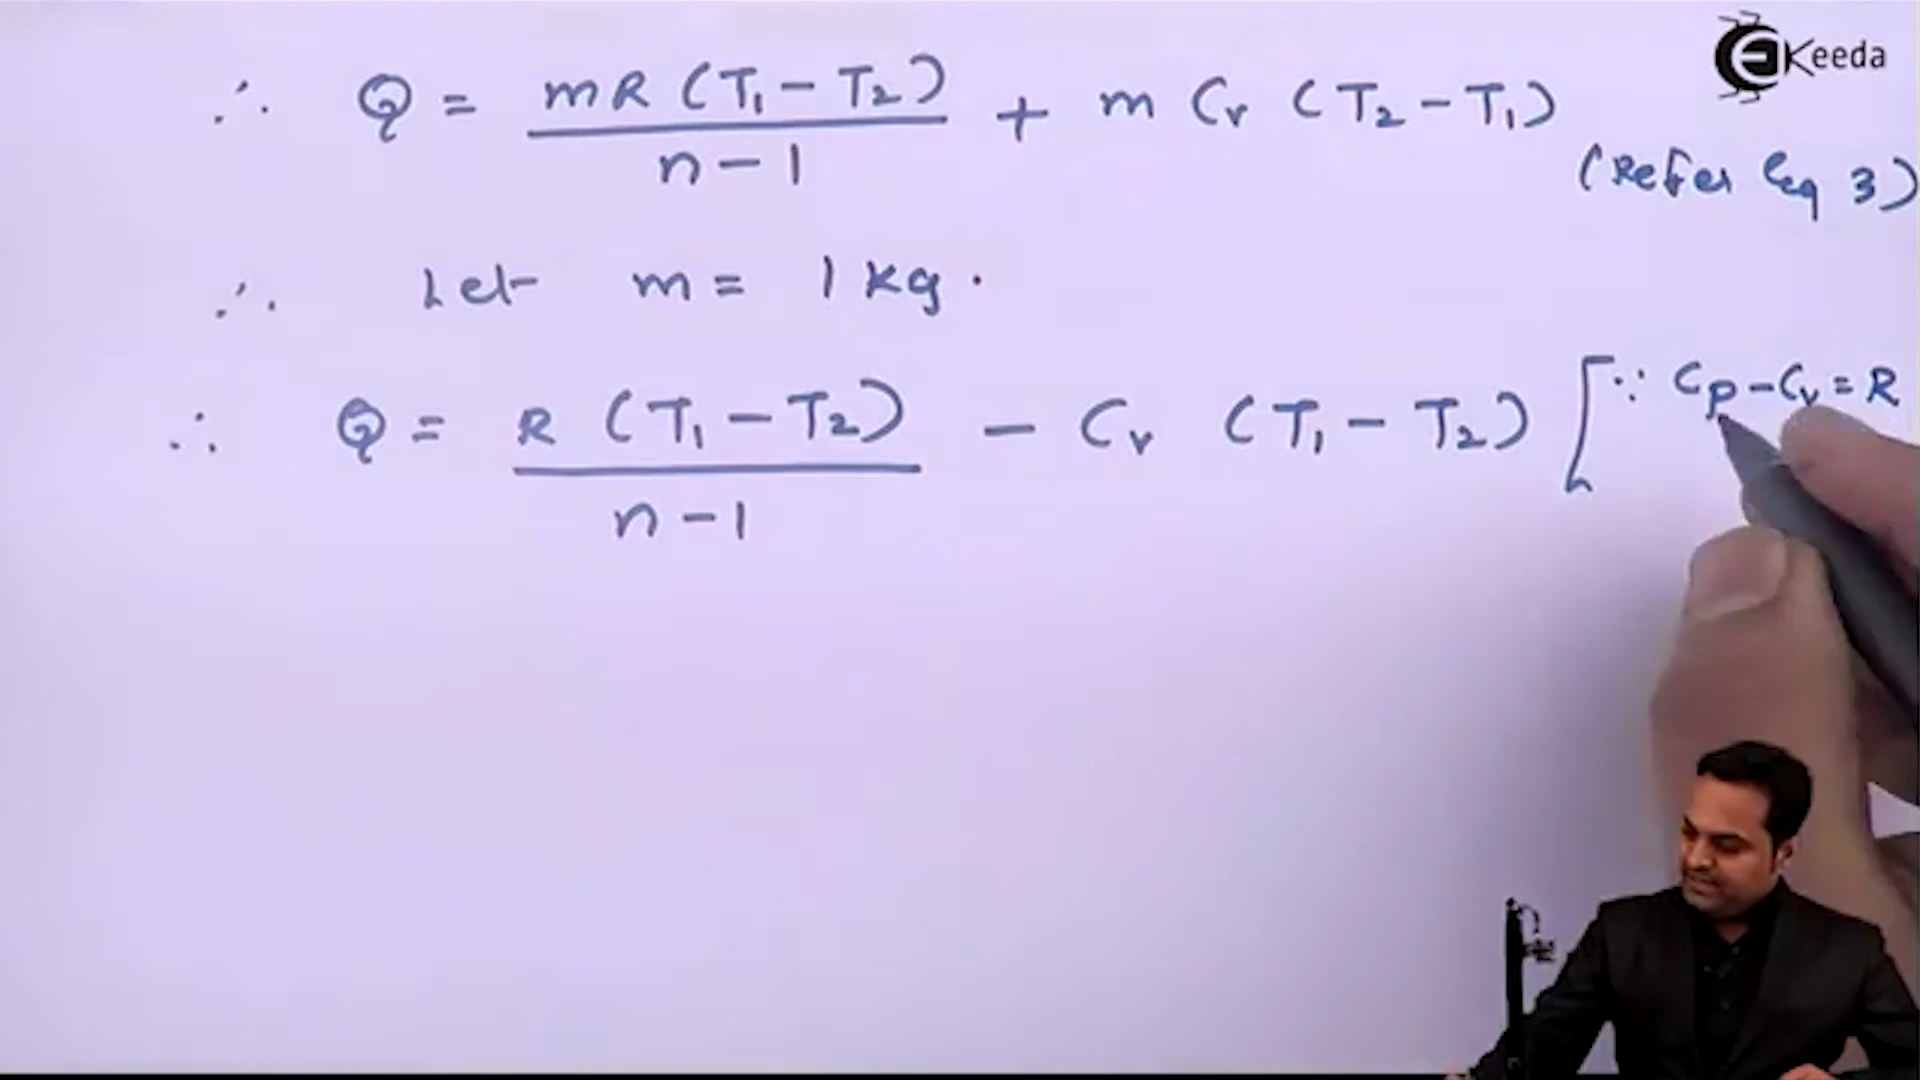 Keeda
∴ Q = mR (T₁ - T₂) / n - 1 + m Cv (T₂ - T₁)
(Refer Eq 3)
∴ Let m = 1 kg.
∴ Q = R (T₁ - T₂) / n - 1 - Cv (T₁ - T₂) [∵ Cp - Cv = R